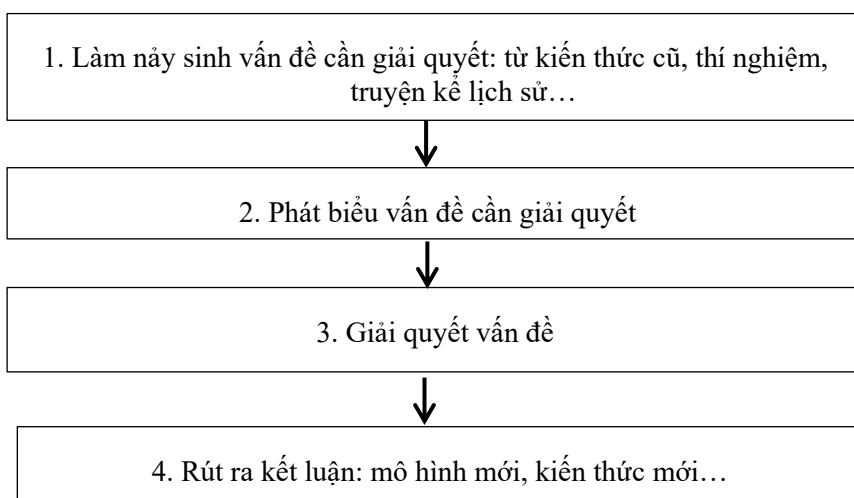 1. Làm nảy sinh vấn đề cần giải quyết: từ kiến thức cũ, thí nghiệm,
truyện kể lịch sử…
2. Phát biểu vấn đề cần giải quyết
3. Giải quyết vấn đề
4. Rút ra kết luận: mô hình mới, kiến thức mới…